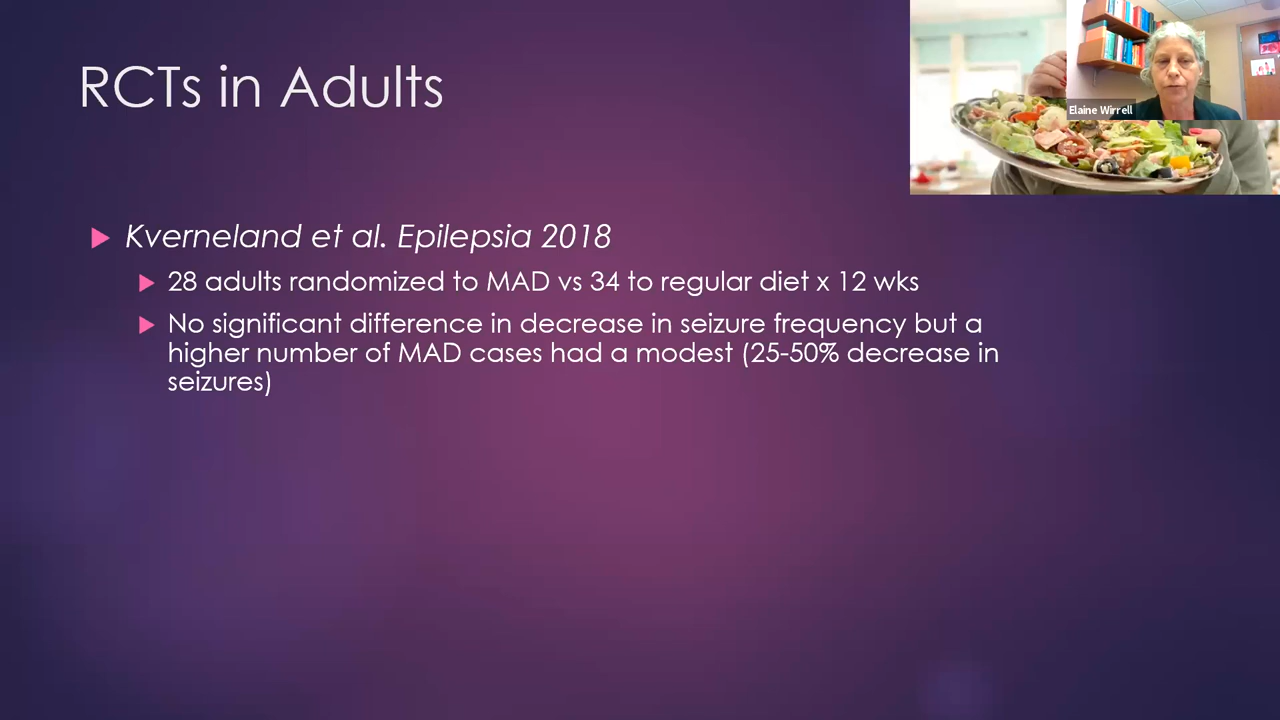 RCTs in Adults
Elaine Wirrell
Kverneland et al. Epilepsia 2018
28 adults randomized to MAD vs 34 to regular diet x 12 wks
No significant difference in decrease in seizure frequency but a
higher number of MAD cases had a modest (25-50% decrease in
seizures)